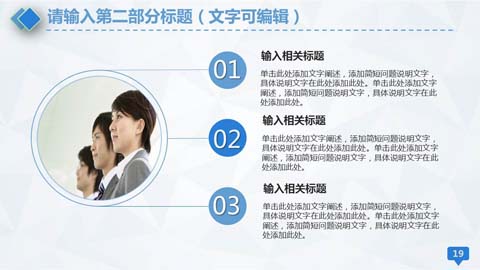 请输入第二部分标题（文字可编辑）
01
输入相关标题
单击此处添加文字阐述，添加简短问题说明文字，
具体说明文字在此处添加此处。单击此处添加文字
阐述，添加简短问题说明文字，具体说明文字在此
处添加此处。
02
输入相关标题
单击此处添加文字阐述，添加简短问题说明文字，
具体说明文字在此处添加此处。单击此处添加文字
阐述，添加简短问题说明文字，具体说明文字在此
处添加此处。
03
输入相关标题
单击此处添加文字阐述，添加简短问题说明文字，
具体说明文字在此处添加此处。单击此处添加文字
阐述，添加简短问题说明文字，具体说明文字在此
处添加此处。
19